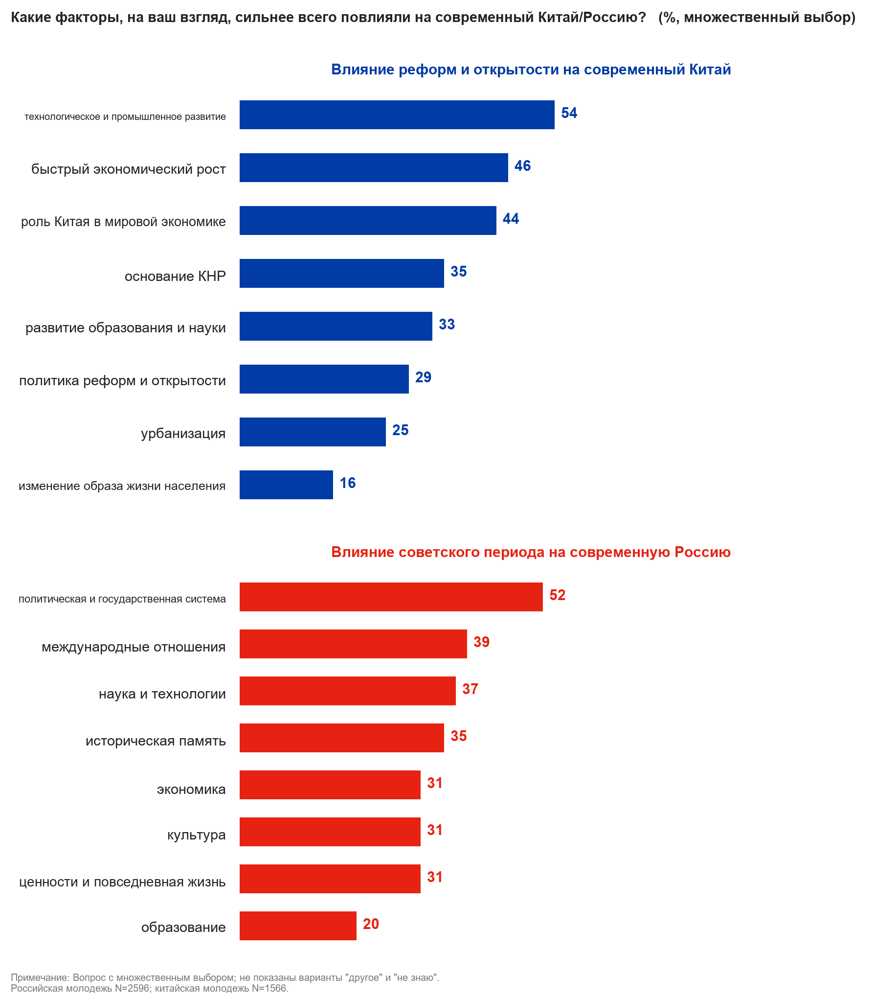 Какие факторы, на ваш взгляд, сильнее всего повлияли на современный Китай/Россию? (%, множественный выбор)
Влияние реформ и открытости на современный Китай
технологическое и промышленное развитие 54
быстрый экономический рост 46
роль Китая в мировой экономике 44
основание КНР 35
развитие образования и науки 33
политика реформ и открытости 29
урбанизация 25
изменение образа жизни населения 16
Влияние советского периода на современную Россию
политическая и государственная система 52
международные отношения 39
наука и технологии 37
историческая память 35
экономика 31
культура 31
ценности и повседневная жизнь 31
образование 20
Примечание: Вопрос с множественным выбором; не показаны варианты "другое" и "не знаю".
Российская молодежь N=2596; китайская молодежь N=1566.